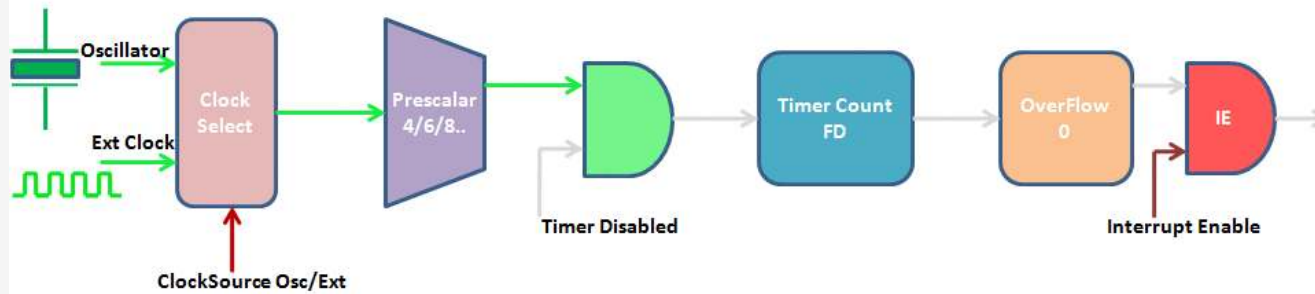 Oscillator
Ext Clock
Clock
Select
ClockSource Osc/Ext
Prescalar
4/6/8..
Timer Disabled
Timer Count
FD
OverFlow
0
IE
Interrupt Enable